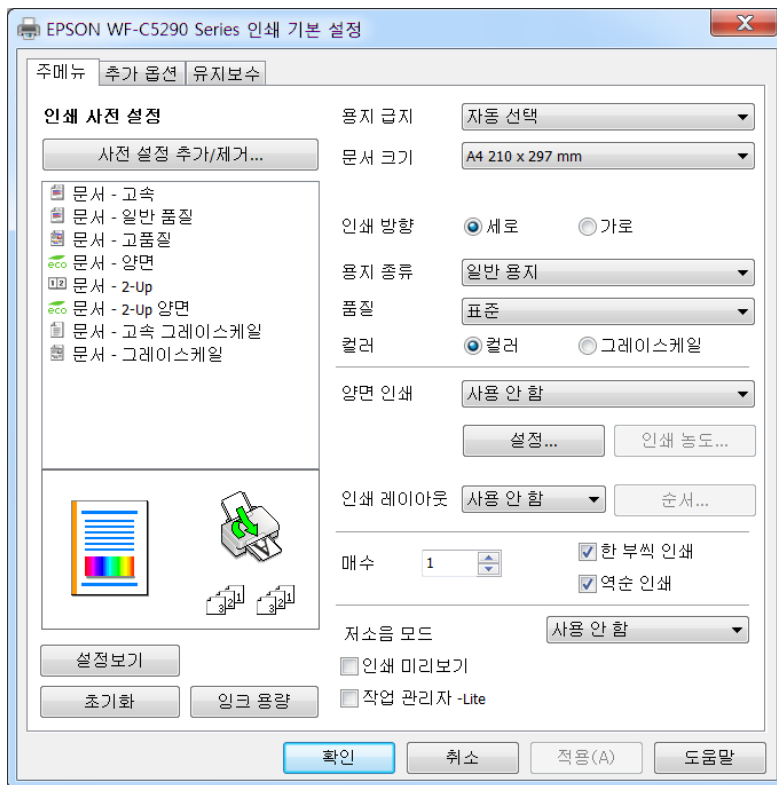 EPSON WF-C5290 Series 인쇄 기본 설정
주메뉴 추가 옵션 유지보수
인쇄 사전 설정
사전 설정 추가/제거...
문서 - 고속
문서 - 일반 품질
문서 - 고품질
eco 문서 - 양면
1 2 문서 - 2-Up
eco 문서 - 2-Up 양면
문서 - 고속 그레이스케일
문서 - 그레이스케일
3 2 1 3 2 1
설정보기
초기화 잉크 용량
용지 급지 자동 선택
문서 크기 A4 210 x 297 mm
인쇄 방향 세로 가로
용지 종류 일반 용지
품질 표준
컬러 컬러 그레이스케일
양면 인쇄 사용 안 함
설정... 인쇄 농도...
인쇄 레이아웃 사용 안 함 순서...
매수 1 한 부씩 인쇄
역순 인쇄
저소음 모드 사용 안 함
인쇄 미리보기
작업 관리자 -Lite
확인 취소 적용(A) 도움말